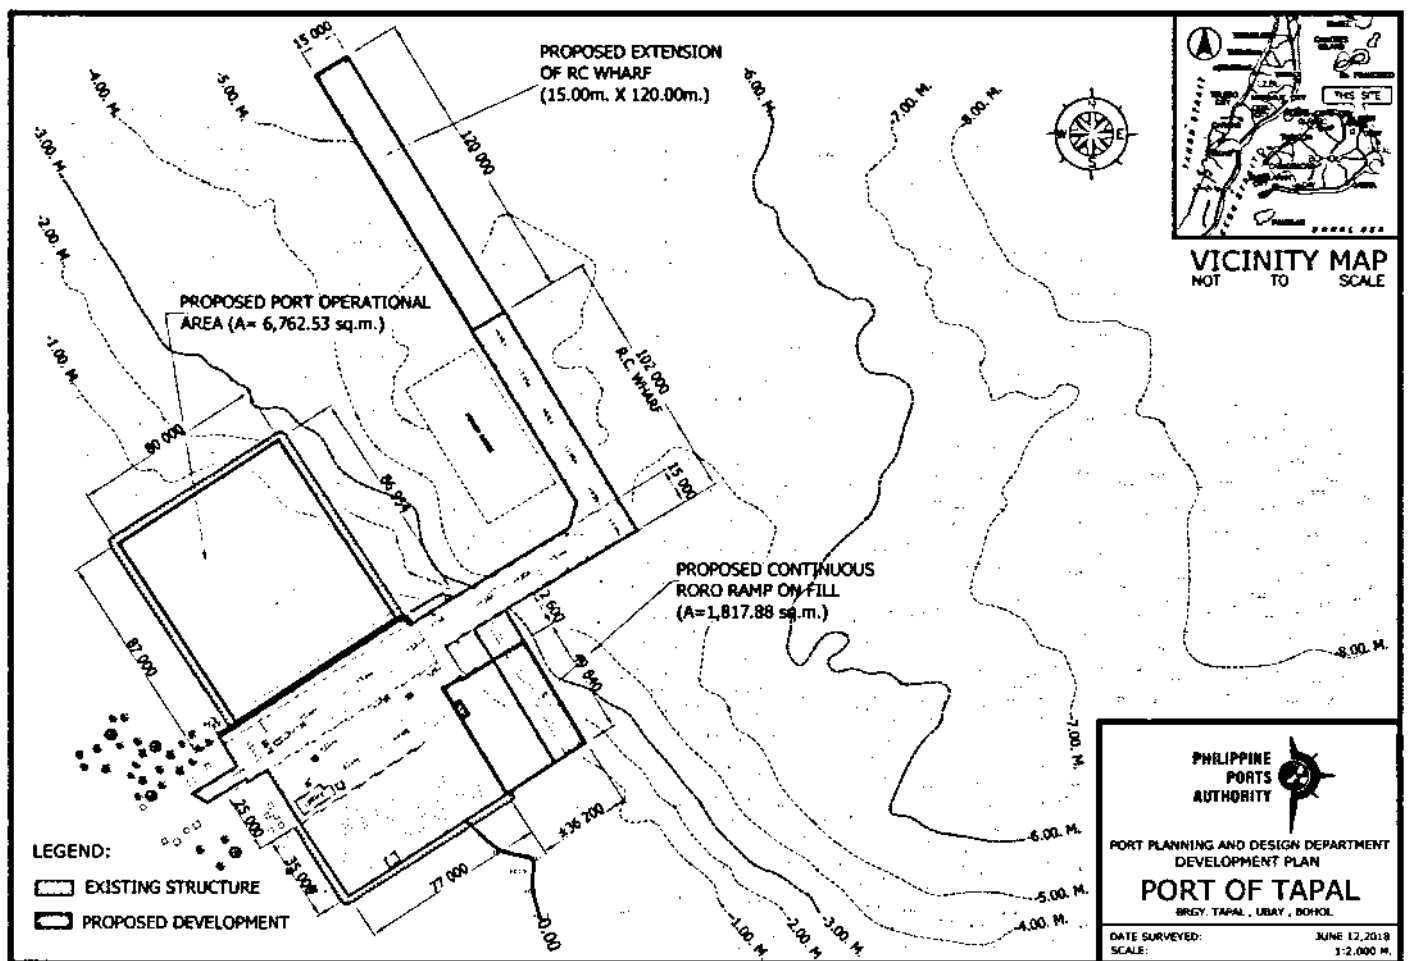 15 000
PROPOSED EXTENSION
OF RC WHARF
(15.00m. X 120.00m.)
-4.00. M.
-5.00. M.
-6.00. M.
-7.00. M.
-8.00. M.
-3.00. M.
-2.00. M.
-1.00. M.
120 000
THIS SITE
VICINITY MAP
NOT TO SCALE
PROPOSED PORT OPERATIONAL
AREA (A= 6,762.53 sq.m.)
102 000
R.C. WHARF
80 000
86 954
15 000
PROPOSED CONTINUOUS
RORO RAMP ON FILL
(A=1,817.88 sq.m.)
87 000
49 840
N
W E
S
25 000
35 000
77 000
±36 200
-8.00. M.
-7.00. M.
-6.00. M.
-5.00. M.
-4.00. M.
-3.00. M.
-2.00. M.
-1.00. M.
-0.00
LEGEND:
EXISTING STRUCTURE
PROPOSED DEVELOPMENT
PHILIPPINE
PORTS
AUTHORITY
PORT PLANNING AND DESIGN DEPARTMENT
DEVELOPMENT PLAN
PORT OF TAPAL
BRGY. TAPAL , UBAY , BOHOL
DATE SURVEYED: JUNE 12,2018
SCALE: 1:2,000 M.